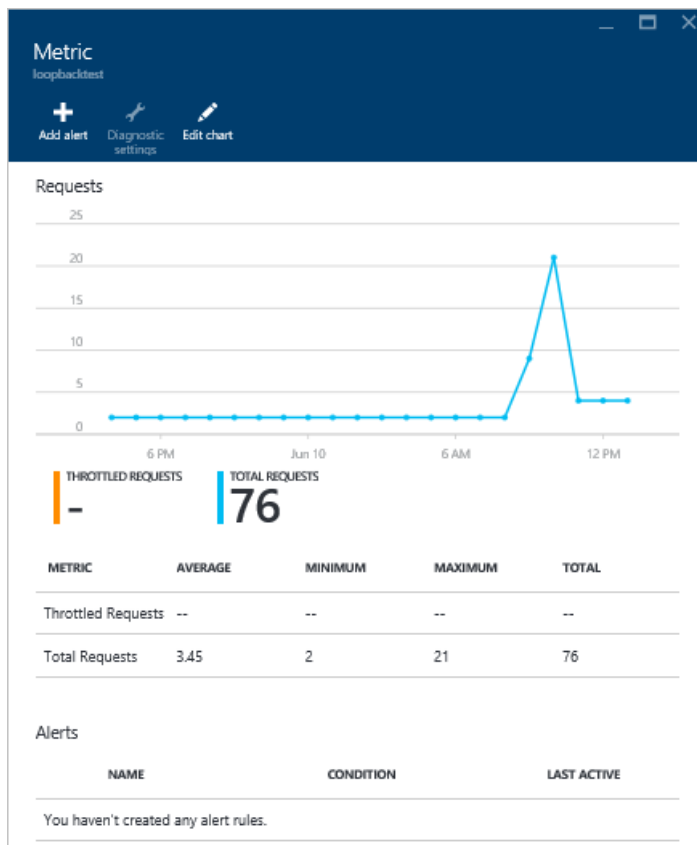 Metric
loopbacktest
Add alert Diagnostic settings Edit chart
Requests
25
20
15
10
5
0
6 PM Jun 10 6 AM 12 PM
THROTTLED REQUESTS TOTAL REQUESTS
- 76
METRIC AVERAGE MINIMUM MAXIMUM TOTAL
Throttled Requests -- -- -- --
Total Requests 3.45 2 21 76
Alerts
NAME CONDITION LAST ACTIVE
You haven't created any alert rules.